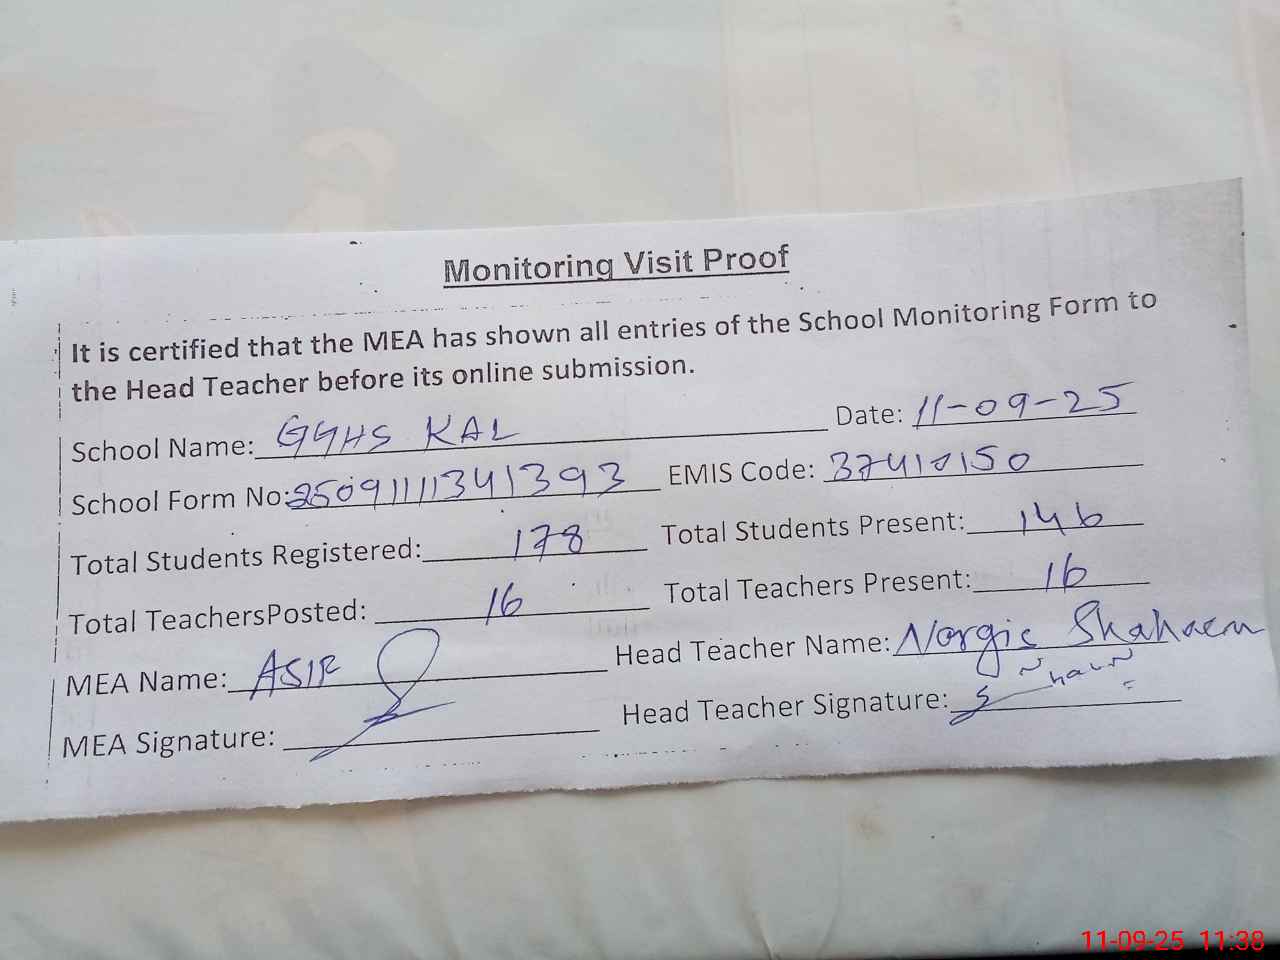 Monitoring Visit Proof
It is certified that the MEA has shown all entries of the School Monitoring Form to
the Head Teacher before its online submission.
School Name: GGHS KAL Date: 11-09-25
School Form No: 2509111341393 EMIS Code: 37410150
Total Students Registered: 178 Total Students Present: 146
Total TeachersPosted: 16 Total Teachers Present: 16
MEA Name: ASIF Head Teacher Name: Nargis Shaheen
MEA Signature: Head Teacher Signature:
11-09-25 11:38